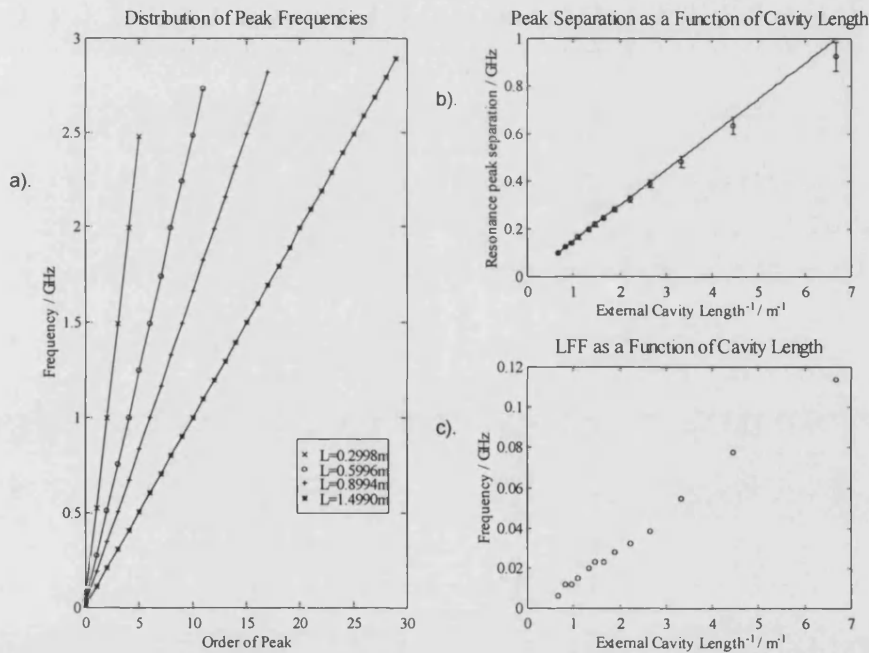 Distribution of Peak Frequencies
a).
Frequency / GHz
3
2.5
2
1.5
1
0.5
0
0 5 10 15 20 25 30
Order of Peak
× L=0.2998m
o L=0.5996m
+ L=0.8994m
* L=1.4990m
Peak Separation as a Function of Cavity Length
b).
Resonance peak separation / GHz
1
0.8
0.6
0.4
0.2
0
0 1 2 3 4 5 6 7
External Cavity Length⁻¹ / m⁻¹
LFF as a Function of Cavity Length
c).
Frequency / GHz
0.12
0.1
0.08
0.06
0.04
0.02
0
0 1 2 3 4 5 6 7
External Cavity Length⁻¹ / m⁻¹